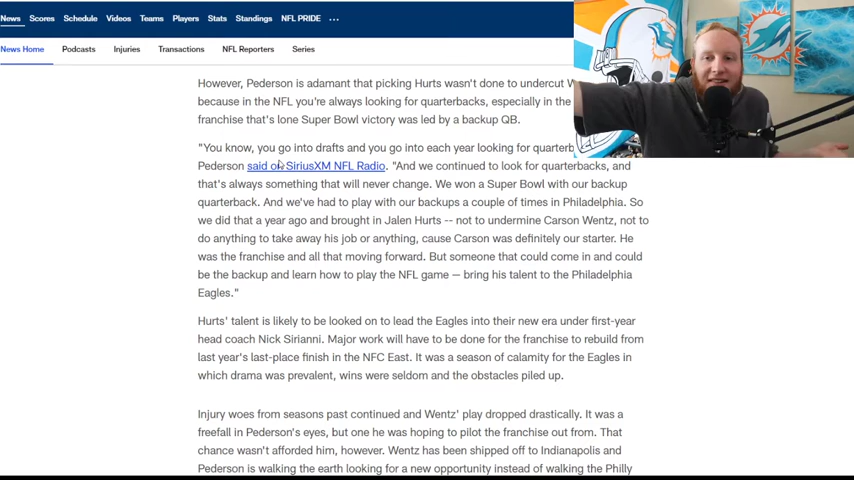 News Scores Schedule Videos Teams Players Stats Standings NFL PRIDE ...
News Home Podcasts Injuries Transactions NFL Reporters Series
However, Pederson is adamant that picking Hurts wasn't done to undercut W
because in the NFL you're always looking for quarterbacks, especially in the
franchise that's lone Super Bowl victory was led by a backup QB.
"You know, you go into drafts and you go into each year looking for quarterb
Pederson said on SiriusXM NFL Radio. "And we continued to look for quarterbacks, and
that's always something that will never change. We won a Super Bowl with our backup
quarterback. And we've had to play with our backups a couple of times in Philadelphia. So
we did that a year ago and brought in Jalen Hurts -- not to undermine Carson Wentz, not to
do anything to take away his job or anything, cause Carson was definitely our starter. He
was the franchise and all that moving forward. But someone that could come in and could
be the backup and learn how to play the NFL game — bring his talent to the Philadelphia
Eagles."
Hurts' talent is likely to be looked on to lead the Eagles into their new era under first-year
head coach Nick Sirianni. Major work will have to be done for the franchise to rebuild from
last year's last-place finish in the NFC East. It was a season of calamity for the Eagles in
which drama was prevalent, wins were seldom and the obstacles piled up.
Injury woes from seasons past continued and Wentz' play dropped drastically. It was a
freefall in Pederson's eyes, but one he was hoping to pilot the franchise out from. That
chance wasn't afforded him, however. Wentz has been shipped off to Indianapolis and
Pederson is walking the earth looking for a new opportunity instead of walking the Philly